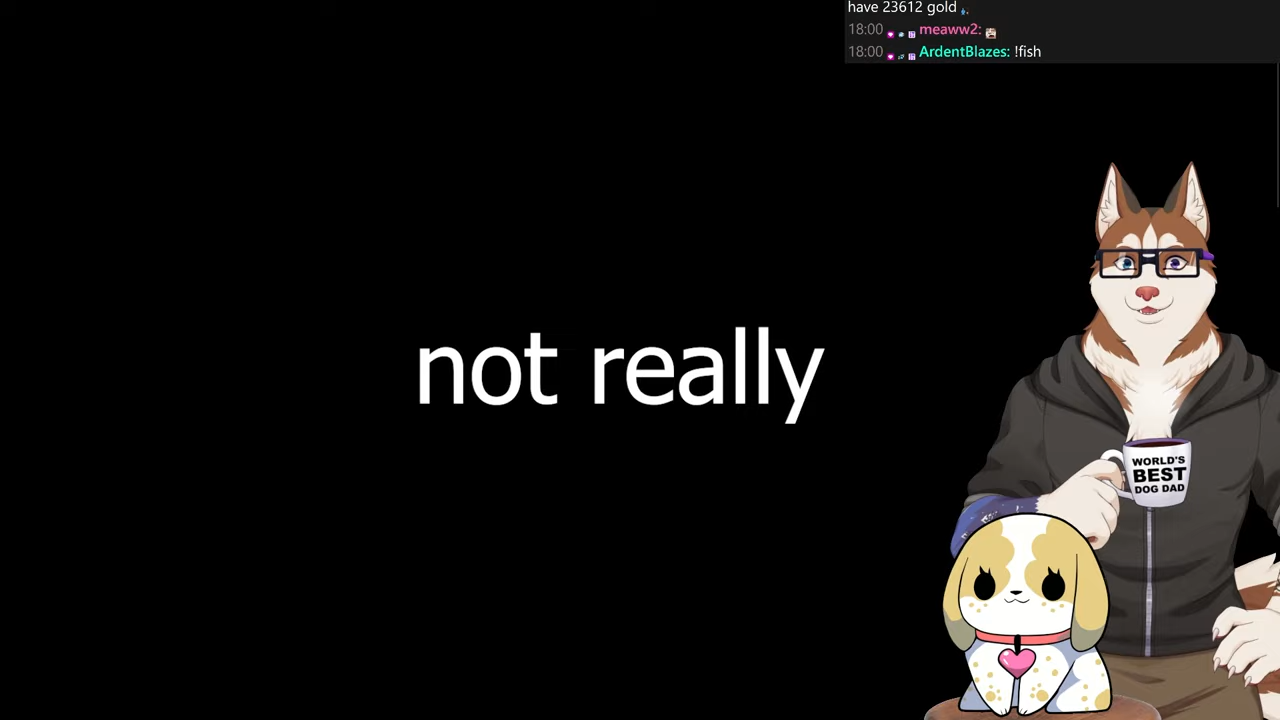 have 23612 gold
18:00 meaww2:
18:00 ArdentBlazes: !fish
not really
WORLD'S
BEST
DOG DAD